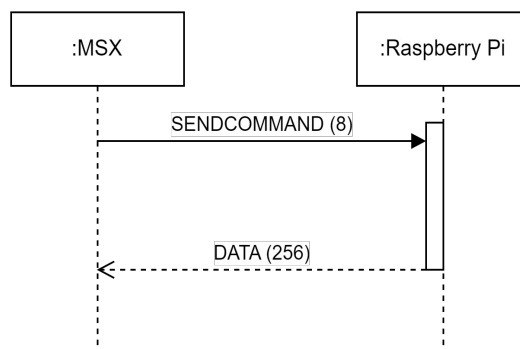 :MSX
:Raspberry Pi
SENDCOMMAND (8)
DATA (256)